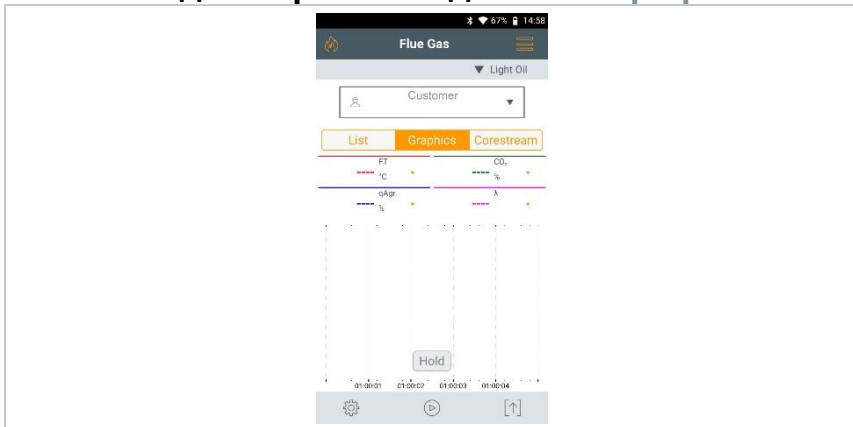 67% 14:58
Flue Gas
Light Oil
Customer
List Graphics Corestream
FT CO₂
---- °C ---- %
qAgr. λ
---- % ----
Hold
01:00:01 01:00:02 01:00:03 01:00:04